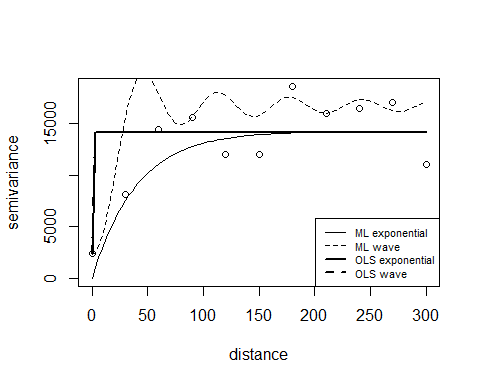 semivariance
0
5000
15000
0
50
100
150
200
250
300
distance
ML exponential
ML wave
OLS exponential
OLS wave